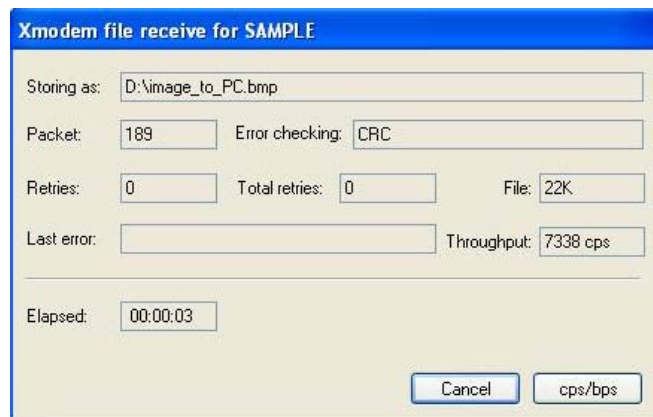 Xmodem file receive for SAMPLE
Storing as: D:\image_to_PC.bmp
Packet: 189 Error checking: CRC
Retries: 0 Total retries: 0 File: 22K
Last error: Throughput: 7338 cps
Elapsed: 00:00:03
Cancel cps/bps